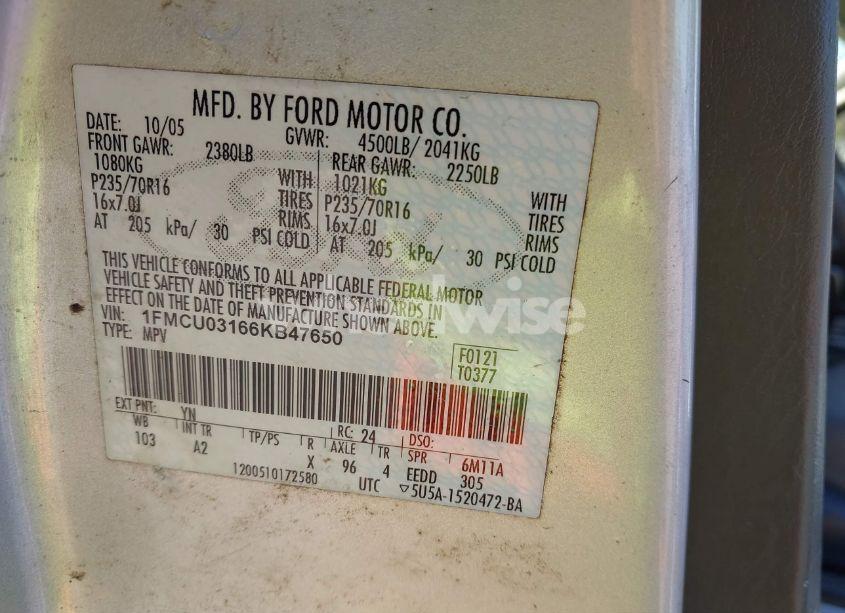 MFD. BY FORD MOTOR CO.
DATE: 10/05 GVWR: 4500LB/ 2041KG
FRONT GAWR: 2380LB REAR GAWR: 2250LB
1080KG WITH 1021KG WITH
P235/70R16 TIRES P235/70R16 TIRES
16x7.0J RIMS 16x7.0J RIMS
AT 205 kPa/ 30 PSI COLD AT 205 kPa/ 30 PSI COLD
THIS VEHICLE CONFORMS TO ALL APPLICABLE FEDERAL MOTOR
VEHICLE SAFETY AND THEFT PREVENTION STANDARDS IN
EFFECT ON THE DATE OF MANUFACTURE SHOWN ABOVE.
VIN: 1FMCU03166KB47650
TYPE: MPV
F0121
T0377
EXT PNT: YN RC: 24 DSO:
WB INT TR TP/PS R AXLE TR SPR 6M11A
103 A2 X 96 4 EEDD 305
1200510172580 UTC ▽5U5A-1520472-BA